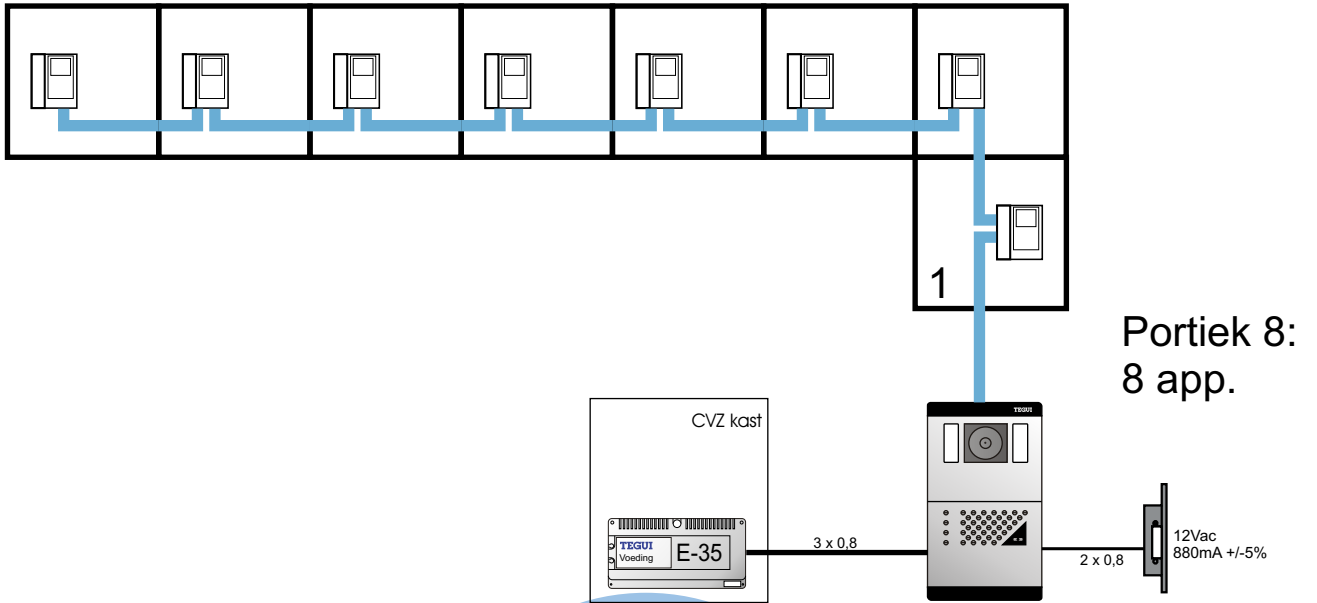 1
Portiek 8:
8 app.
CVZ kast
TEGUI
TEGUI
Voeding
E-35
3 x 0,8
2 x 0,8
12Vac
880mA +/-5%